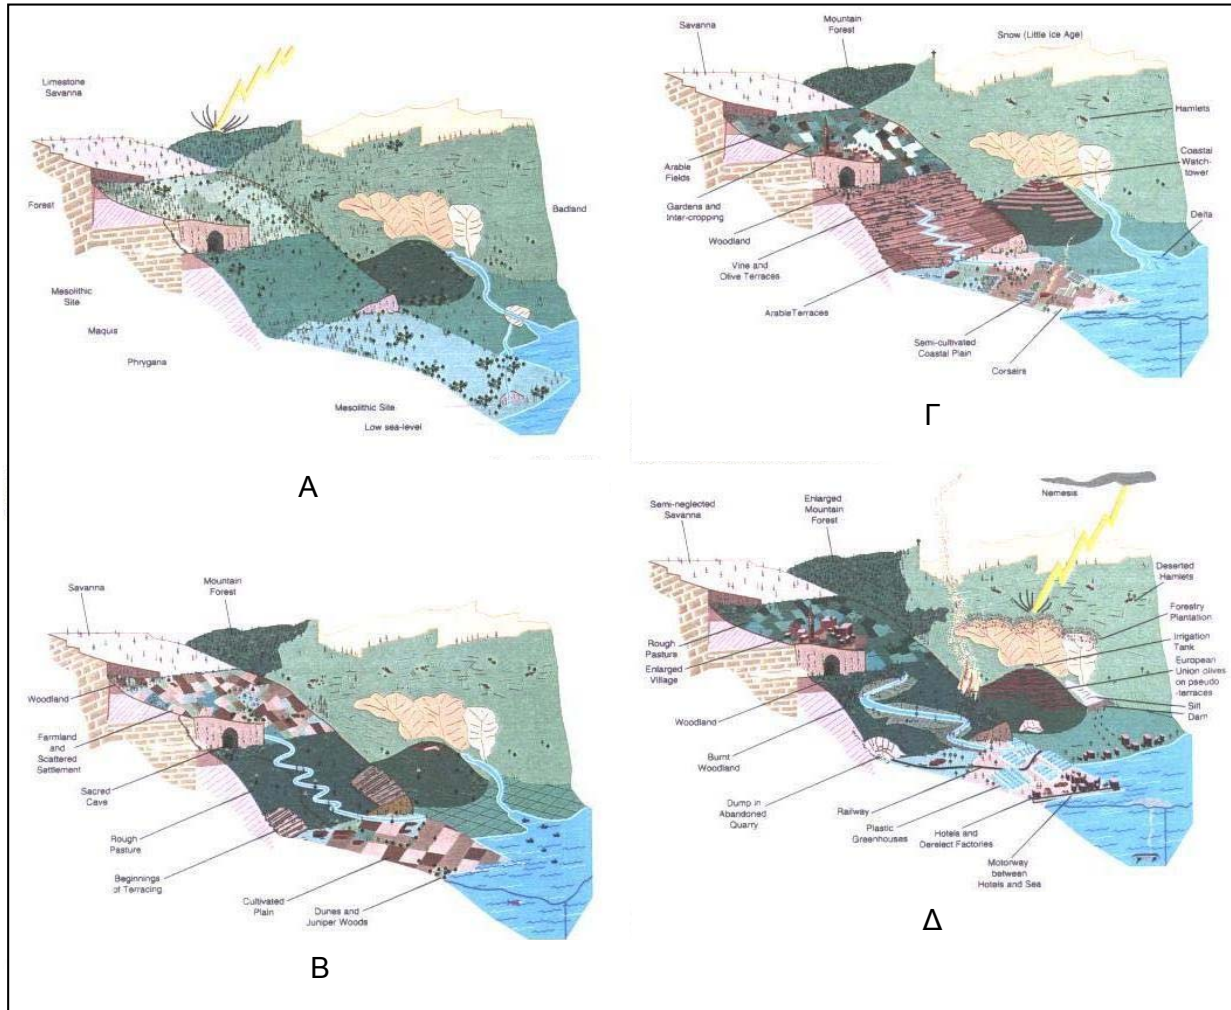 Limestone
Savanna
Forest
Badland
Mesolithic
Site
Maquis
Phrygana
Mesolithic Site
Low sea-level
Α
Savanna
Mountain
Forest
Snow (Little Ice Age)
Hamlets
Coastal
Watch-
tower
Delta
Arable
Fields
Gardens and
Inter-cropping
Woodland
Vine and
Olive Terraces
Arable Terraces
Semi-cultivated
Coastal Plain
Corseirs
Γ
Savanna
Mountain
Forest
Woodland
Farmland
and
Scattered
Sattlement
Sacred
Cave
Rough
Pasture
Beginnings
of Terracing
Cultivated
Plain
Dunes and
Juniper Woods
Β
Semi-neglected
Savanna
Enlarged
Mountain
Forest
Nemesis
Deserted
Hamlets
Forestry
Plantation
Irrigation
Tank
European
Union olives
on pseudo
-terraces
Silt
Dam
Rough
Pasture
Enlarged
Village
Woodland
Burnt
Woodland
Dump in
Abandoned
Quarry
Railway
Plastic
Greenhouses
Hotels and
Derelect Factories
Motorway
between
Hotels and Sea
Δ